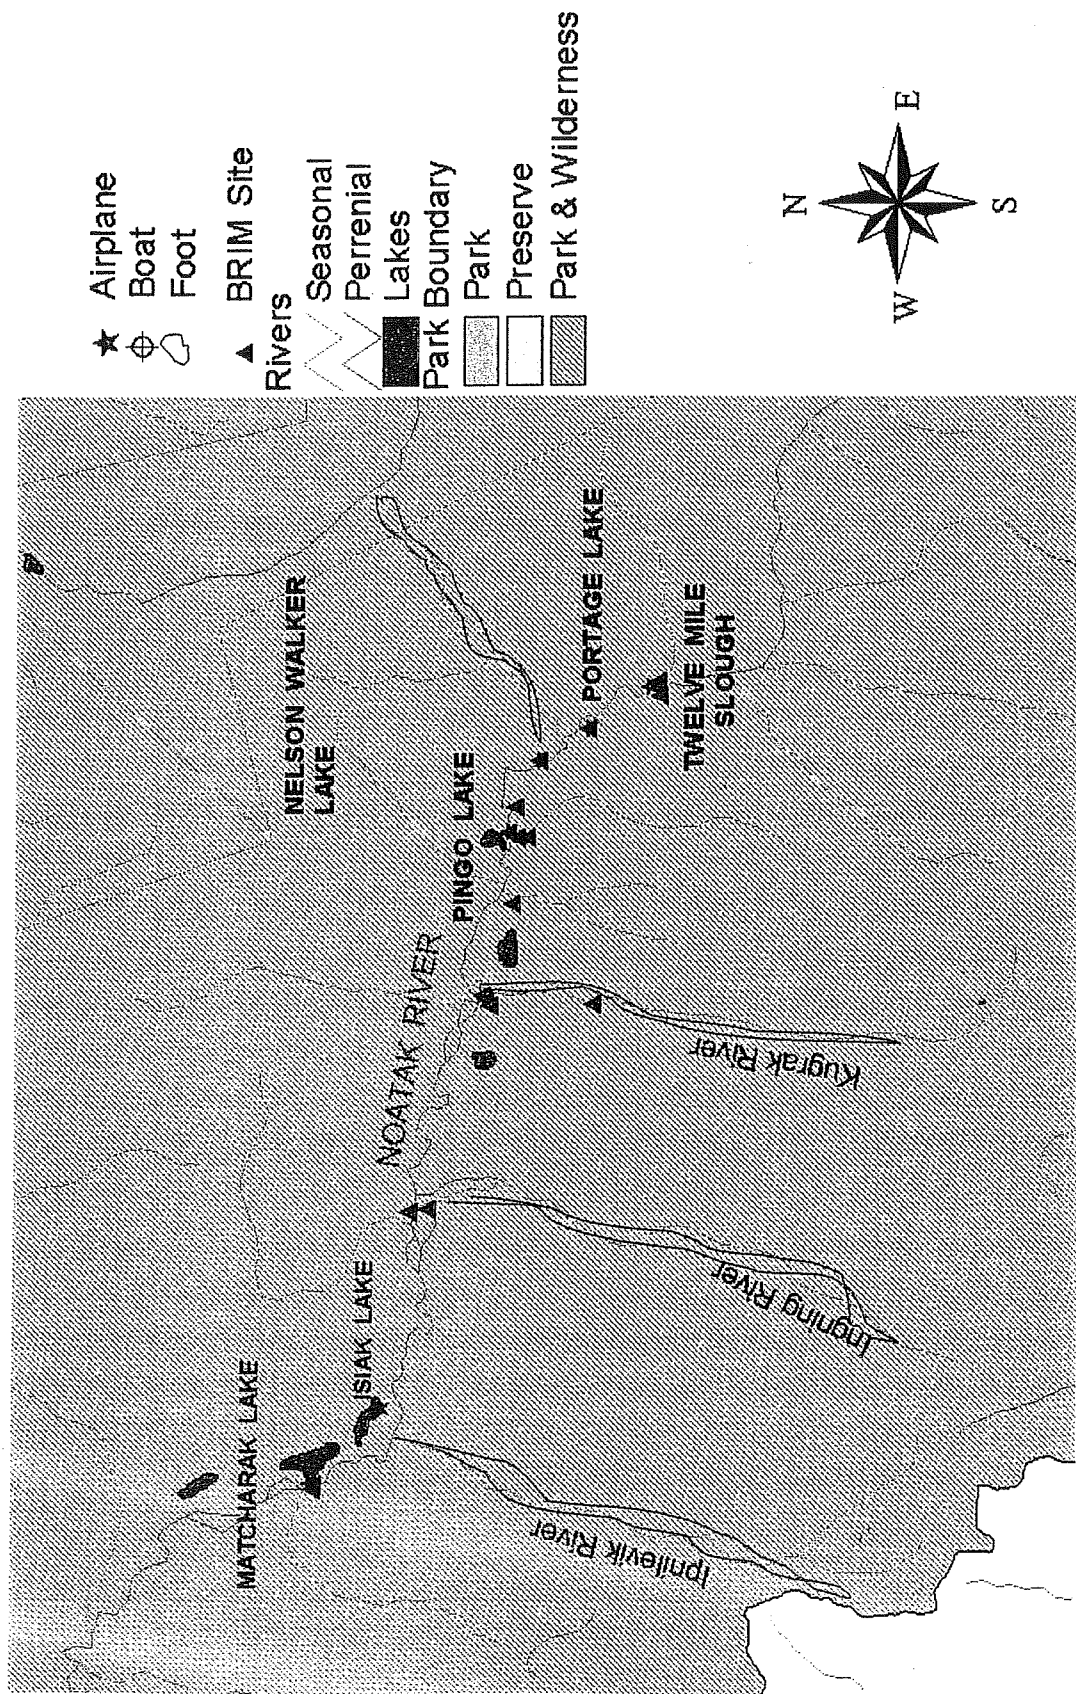 Airplane
Boat
Foot
BRIM Site
Rivers
Seasonal
Perrenial
Lakes
Park Boundary
Park
Preserve
Park & Wilderness
N
E
S
W
NELSON WALKER
LAKE
PORTAGE LAKE
TWELVE MILE
SLOUGH
PINGO LAKE
NOATAK RIVER
Kugrak River
ISIAK LAKE
Ingning River
MATCHARAK LAKE
Ipnilevik River